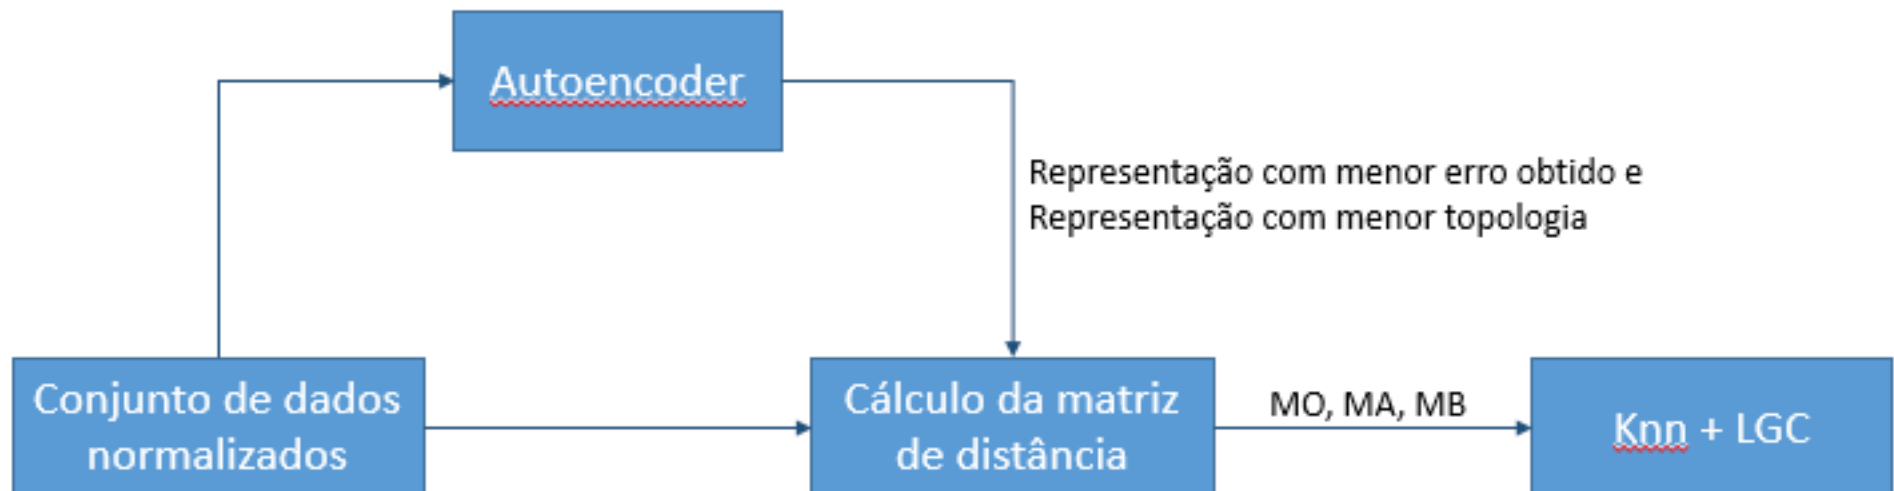 Autoencoder
Representação com menor erro obtido e
Representação com menor topologia
Conjunto de dados
normalizados
Cálculo da matriz
de distância
MO, MA, MB
Knn + LGC